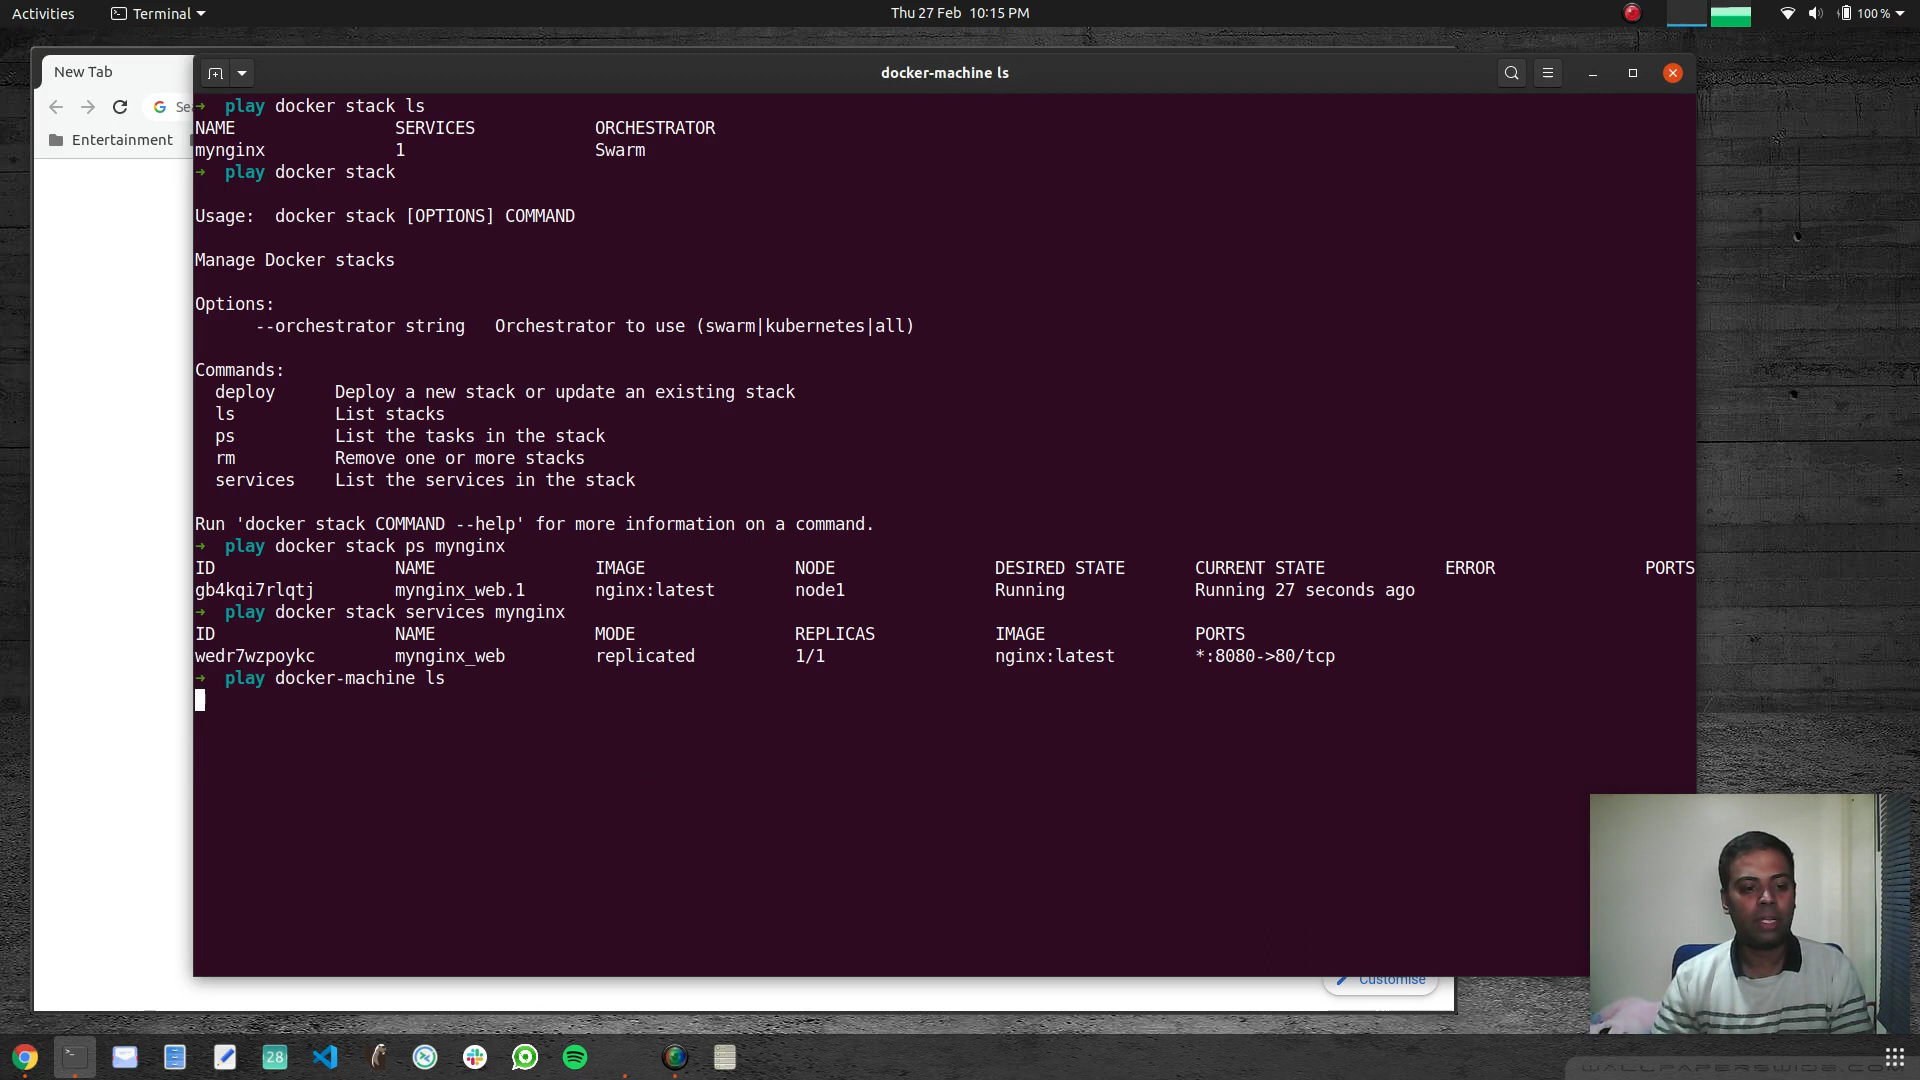 Activities
Terminal
Thu 27 Feb 10:15 PM
100 %
New Tab
docker-machine ls
Sea
Entertainment
➜ play docker stack ls
NAME SERVICES ORCHESTRATOR
mynginx 1 Swarm
➜ play docker stack
Usage: docker stack [OPTIONS] COMMAND
Manage Docker stacks
Options:
--orchestrator string Orchestrator to use (swarm|kubernetes|all)
Commands:
deploy Deploy a new stack or update an existing stack
ls List stacks
ps List the tasks in the stack
rm Remove one or more stacks
services List the services in the stack
Run 'docker stack COMMAND --help' for more information on a command.
➜ play docker stack ps mynginx
ID NAME IMAGE NODE DESIRED STATE CURRENT STATE ERROR PORTS
gb4kqi7rlqtj mynginx_web.1 nginx:latest node1 Running Running 27 seconds ago
➜ play docker stack services mynginx
ID NAME MODE REPLICAS IMAGE PORTS
wedr7wzpoykc mynginx_web replicated 1/1 nginx:latest *:8080->80/tcp
➜ play docker-machine ls
Customise
28
WALLPAPERSWIDE.COM